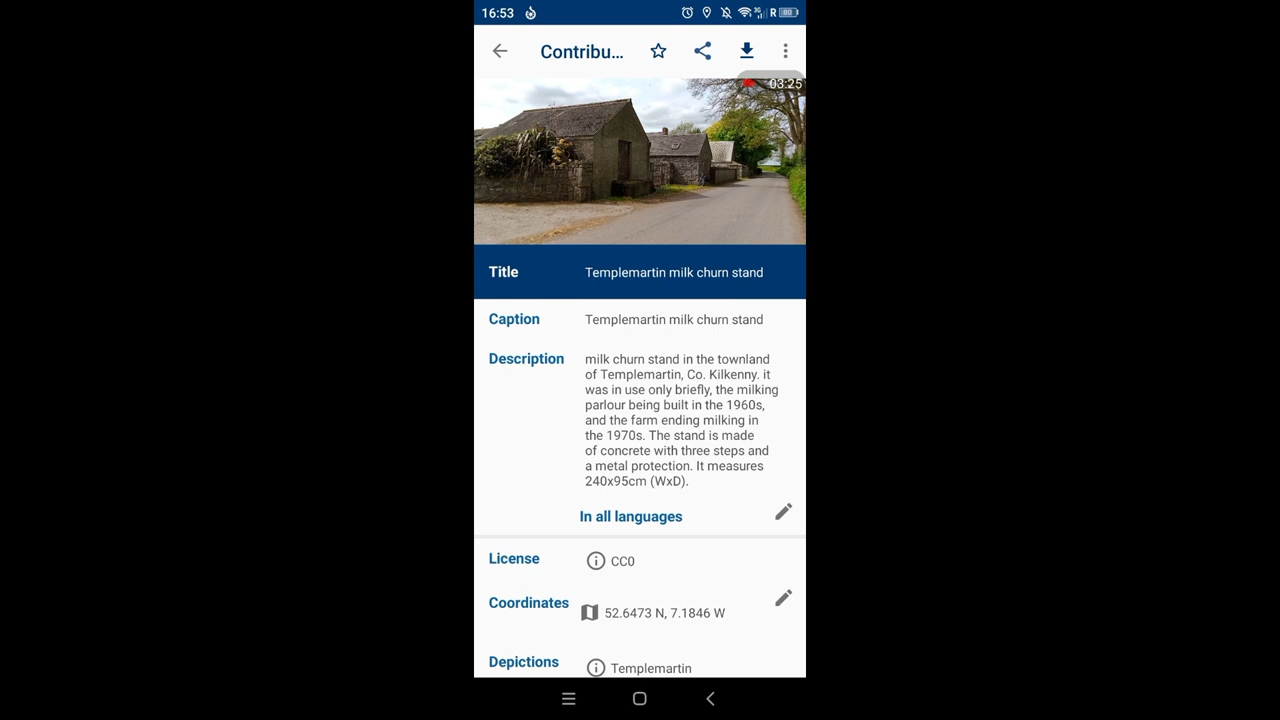 16:53
3G R 80
Contribu...
03:25
Title Templemartin milk churn stand
Caption Templemartin milk churn stand
Description milk churn stand in the townland
of Templemartin, Co. Kilkenny. it
was in use only briefly, the milking
parlour being built in the 1960s,
and the farm ending milking in
the 1970s. The stand is made
of concrete with three steps and
a metal protection. It measures
240x95cm (WxD).
In all languages
License CC0
Coordinates 52.6473 N, 7.1846 W
Depictions Templemartin